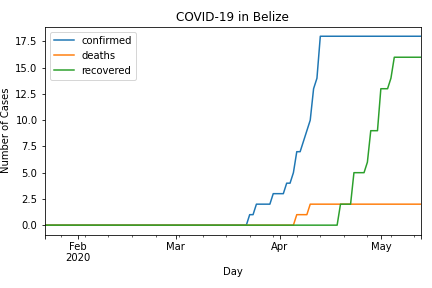 COVID-19 in Belize
confirmed
deaths
recovered
17.5
15.0
12.5
10.0
7.5
5.0
2.5
0.0
Number of Cases
Feb
2020
Mar
Apr
May
Day